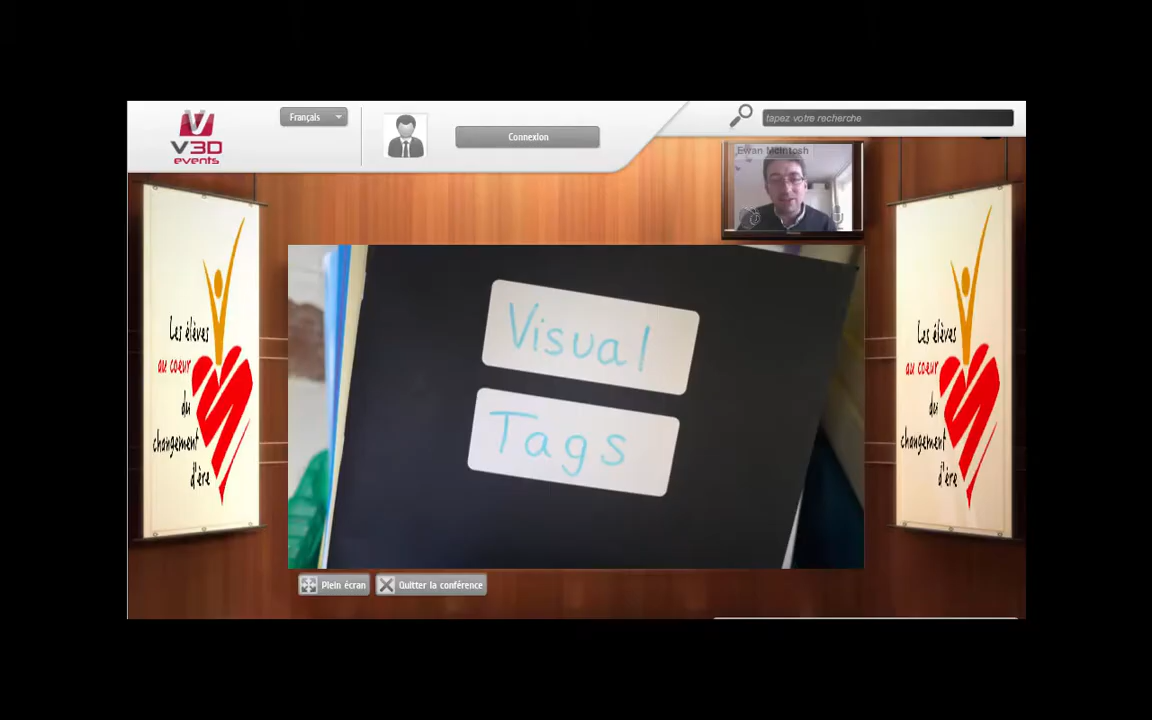 V3D
events
Français
Connexion
tapez votre recherche
Ewan McIntosh
Les élèves
au coeur
du
changement
d'ère
Visual
Tags
Les élèves
au coeur
du
changement
d'ère
Plein écran
Quitter la conférence